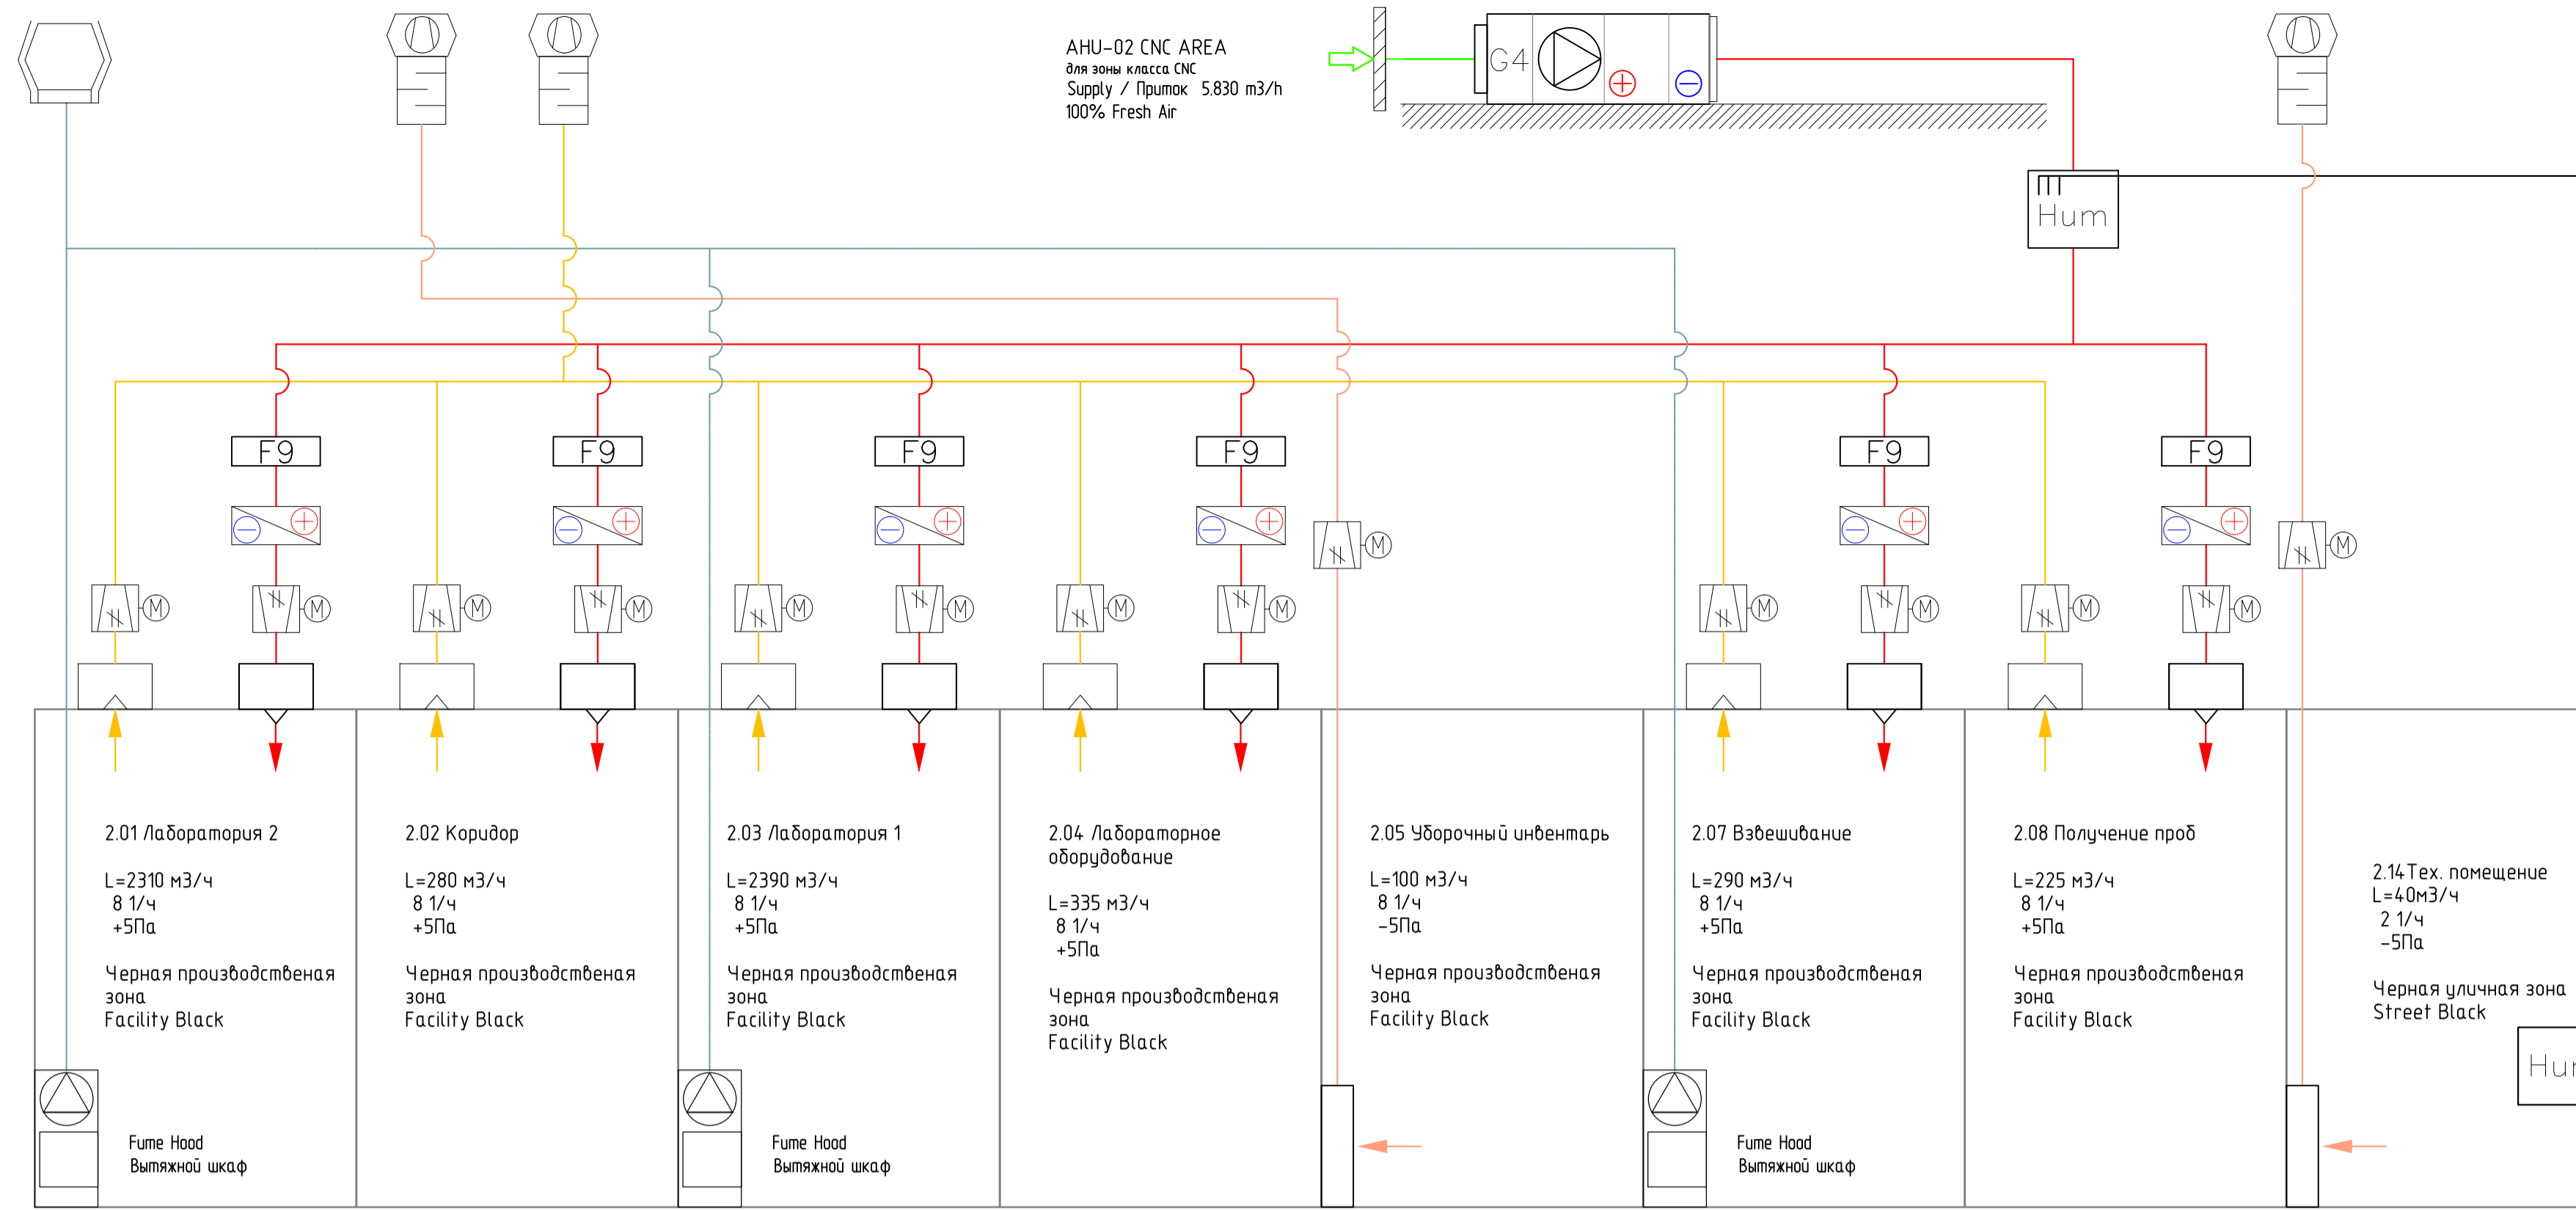 AHU-02 CNC AREA
для зоны класса CNC
Supply / Приток 5.830 m3/h
100% Fresh Air
G4
Hum
F9
F9
F9
F9
F9
F9
M
M
M
M
M
M
M
M
M
M
M
M
M
M
2.01 Лаборатория 2
L=2310 м3/ч
8 1/ч
+5Па
Черная производственая
зона
Facility Black
Fume Hood
Вытяжной шкаф
2.02 Коридор
L=280 м3/ч
8 1/ч
+5Па
Черная производственая
зона
Facility Black
2.03 Лаборатория 1
L=2390 м3/ч
8 1/ч
+5Па
Черная производственая
зона
Facility Black
Fume Hood
Вытяжной шкаф
2.04 Лабораторное
оборудование
L=335 м3/ч
8 1/ч
+5Па
Черная производственая
зона
Facility Black
2.05 Уборочный инвентарь
L=100 м3/ч
8 1/ч
-5Па
Черная производственая
зона
Facility Black
2.07 Взвешивание
L=290 м3/ч
8 1/ч
+5Па
Черная производственая
зона
Facility Black
Fume Hood
Вытяжной шкаф
2.08 Получение проб
L=225 м3/ч
8 1/ч
+5Па
Черная производственая
зона
Facility Black
2.14Тех. помещение
L=40м3/ч
2 1/ч
-5Па
Черная уличная зона
Street Black